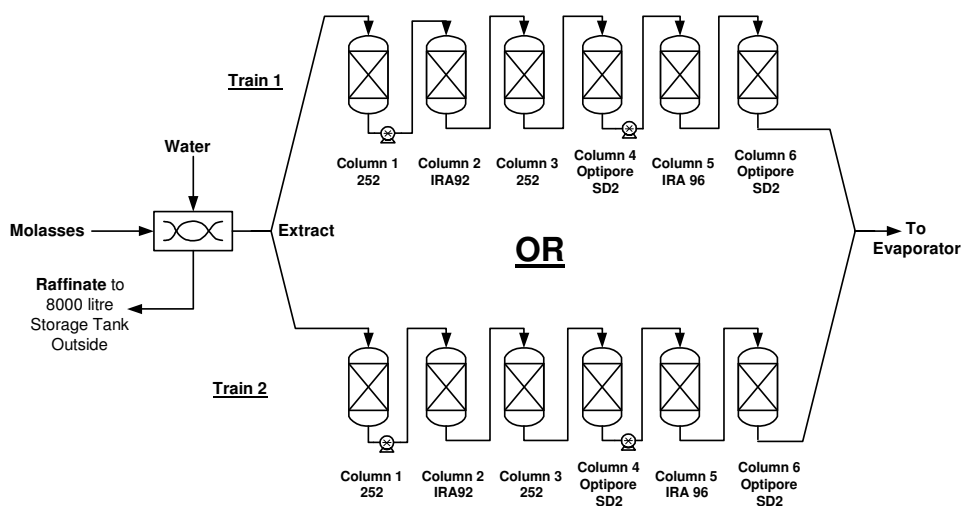 Train 1
Column 1
252
Column 2
IRA92
Column 3
252
Column 4
Optipore
SD2
Column 5
IRA 96
Column 6
Optipore
SD2
Water
Molasses
Extract
Raffinate to
8000 litre
Storage Tank
Outside
OR
To
Evaporator
Train 2
Column 1
252
Column 2
IRA92
Column 3
252
Column 4
Optipore
SD2
Column 5
IRA 96
Column 6
Optipore
SD2